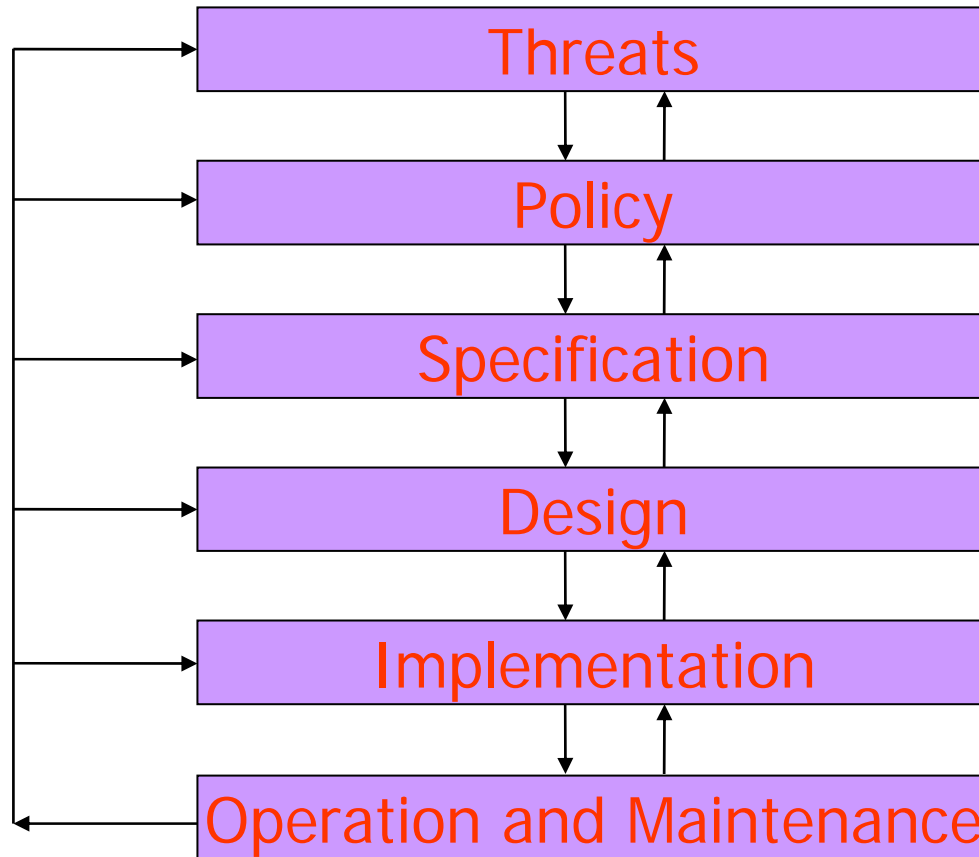 Threats
Policy
Specification
Design
Implementation
Operation and Maintenance